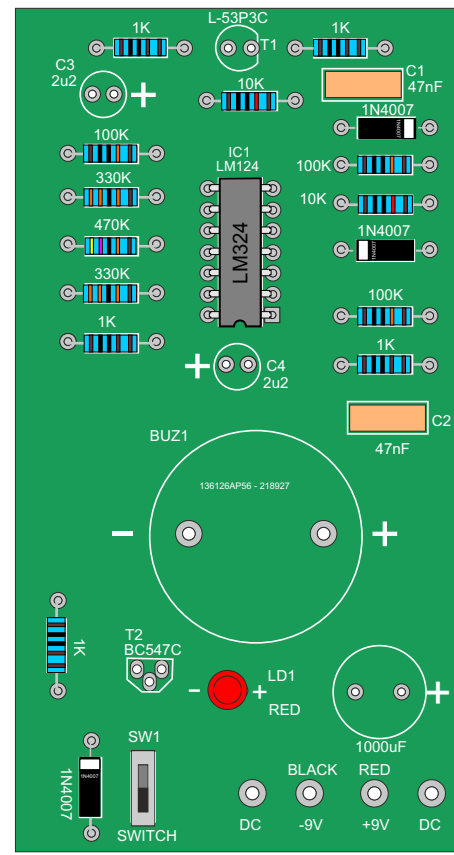 L-53P3C
1K
T1
1K
C3
2u2
+
10K
C1
47nF
1N4007
1N4007
100K
330K
470K
330K
1K
IC1
LM124
LM324
100K
10K
1N4007
1N4007
100K
1K
+
C4
2u2
C2
47nF
BUZ1
136126AP56 - 218927
-
+
1K
T2
BC547C
-
+
LD1
RED
+
1000uF
1N4007
1N4007
SW1
SWITCH
BLACK
RED
DC
-9V
+9V
DC